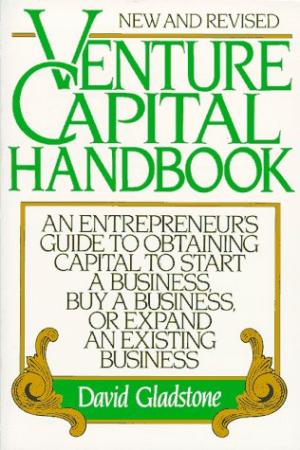 NEW AND REVISED
VENTURE
CAPITAL
HANDBOOK
AN ENTREPRENEUR'S
GUIDE TO OBTAINING
CAPITAL TO START
A BUSINESS,
BUY A BUSINESS,
OR EXPAND
AN EXISTING
BUSINESS
David Gladstone